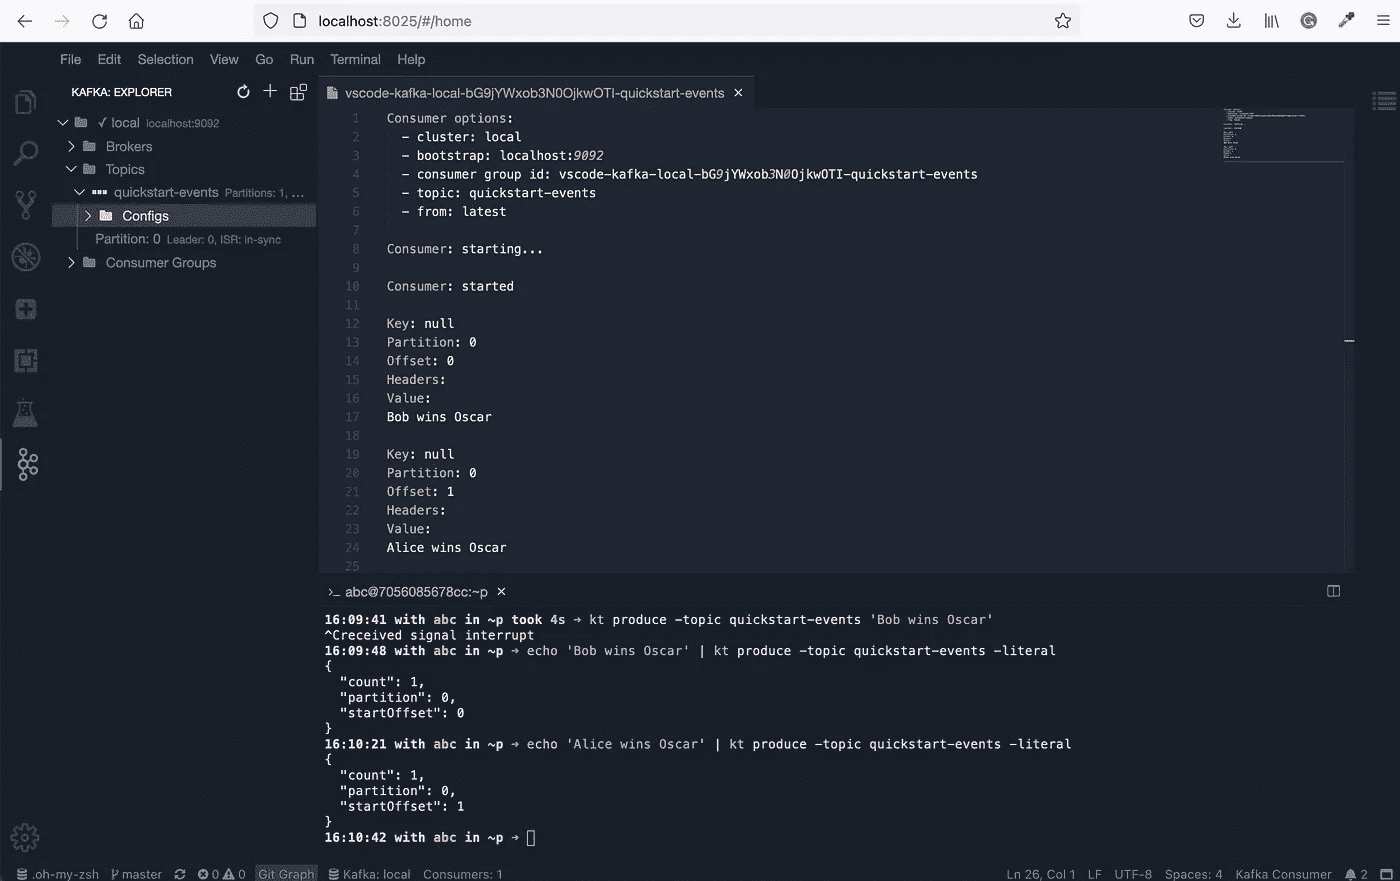 localhost:8025/#/home
File Edit Selection View Go Run Terminal Help
KAFKA: EXPLORER
✓ local localhost:9092
Brokers
Topics
quickstart-events Partitions: 1, ...
Configs
Partition: 0 Leader: 0, ISR: in-sync
Consumer Groups
vscode-kafka-local-bG9jYWxob3N0OjkwOTI-quickstart-events ×
1 Consumer options:
2 - cluster: local
3 - bootstrap: localhost:9092
4 - consumer group id: vscode-kafka-local-bG9jYWxob3N0OjkwOTI-quickstart-events
5 - topic: quickstart-events
6 - from: latest
7
8 Consumer: starting...
9
10 Consumer: started
11
12 Key: null
13 Partition: 0
14 Offset: 0
15 Headers:
16 Value:
17 Bob wins Oscar
18
19 Key: null
20 Partition: 0
21 Offset: 1
22 Headers:
23 Value:
24 Alice wins Oscar
25
>_ abc@7056085678cc:~p ×
16:09:41 with abc in ~p took 4s → kt produce -topic quickstart-events 'Bob wins Oscar'
^Creceived signal interrupt
16:09:48 with abc in ~p → echo 'Bob wins Oscar' | kt produce -topic quickstart-events -literal
{
"count": 1,
"partition": 0,
"startOffset": 0
}
16:10:21 with abc in ~p → echo 'Alice wins Oscar' | kt produce -topic quickstart-events -literal
{
"count": 1,
"partition": 0,
"startOffset": 1
}
16:10:42 with abc in ~p →
.oh-my-zsh master 0 0 Git Graph Kafka: local Consumers: 1 Ln 26, Col 1 LF UTF-8 Spaces: 4 Kafka Consumer 2